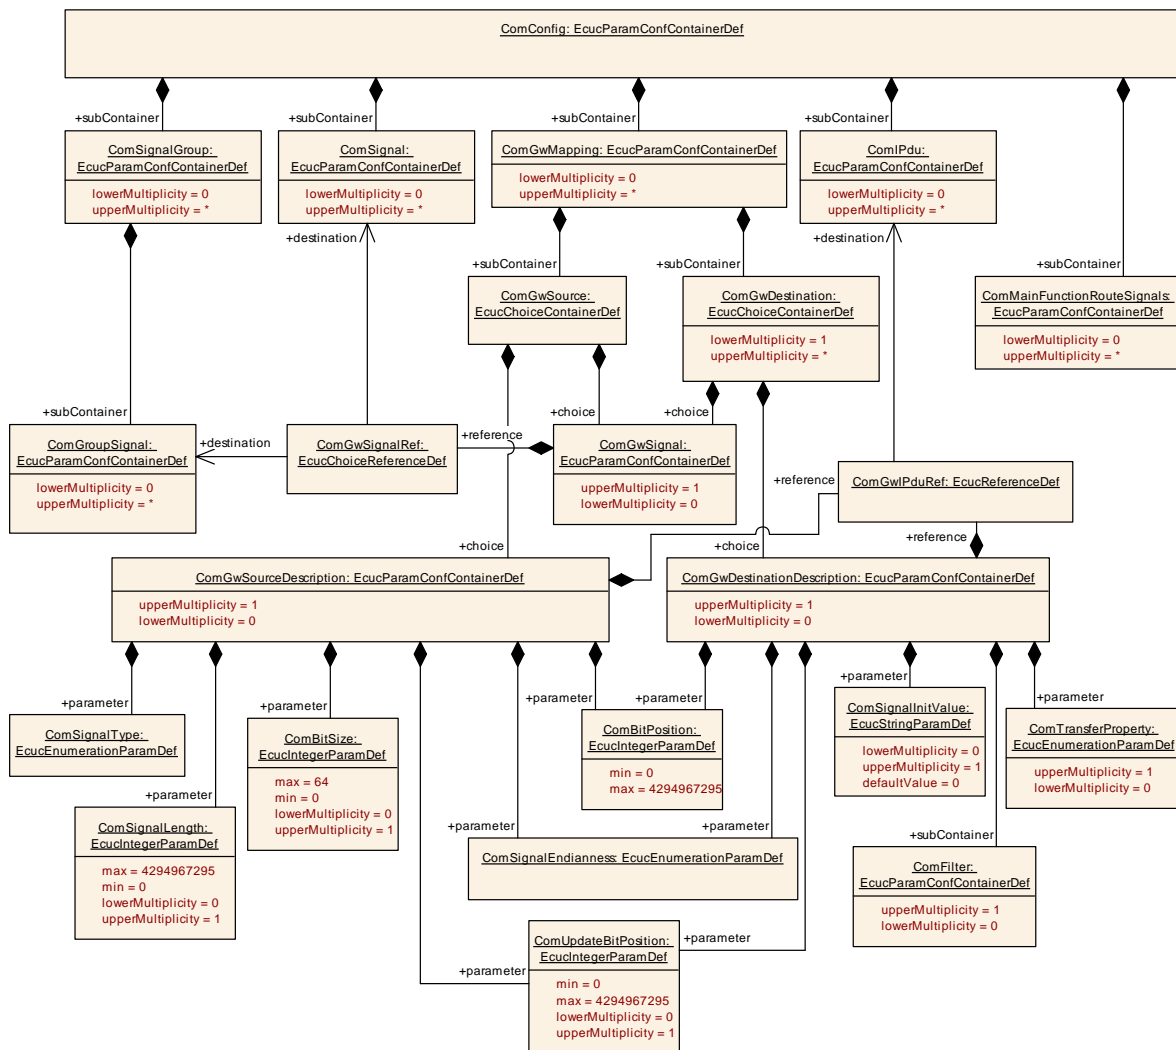 ComConfig: EcucParamConfContainerDef
+subContainer
+subContainer
+subContainer
+subContainer
ComSignalGroup:
EcucParamConfContainerDef
lowerMultiplicity = 0
upperMultiplicity = *
ComSignal:
EcucParamConfContainerDef
lowerMultiplicity = 0
upperMultiplicity = *
ComGwMapping: EcucParamConfContainerDef
lowerMultiplicity = 0
upperMultiplicity = *
ComIPdu:
EcucParamConfContainerDef
lowerMultiplicity = 0
upperMultiplicity = *
+destination
+destination
+subContainer
+subContainer
+subContainer
ComGwSource:
EcucChoiceContainerDef
ComGwDestination:
EcucChoiceContainerDef
lowerMultiplicity = 1
upperMultiplicity = *
ComMainFunctionRouteSignals:
EcucParamConfContainerDef
lowerMultiplicity = 0
upperMultiplicity = *
+subContainer
+choice
+choice
ComGroupSignal:
EcucParamConfContainerDef
lowerMultiplicity = 0
upperMultiplicity = *
+destination
ComGwSignalRef:
EcucChoiceReferenceDef
+reference
ComGwSignal:
EcucParamConfContainerDef
upperMultiplicity = 1
lowerMultiplicity = 0
+reference
ComGwIPduRef: EcucReferenceDef
+reference
+choice
+choice
ComGwSourceDescription: EcucParamConfContainerDef
upperMultiplicity = 1
lowerMultiplicity = 0
ComGwDestinationDescription: EcucParamConfContainerDef
upperMultiplicity = 1
lowerMultiplicity = 0
+parameter
+parameter
+parameter
+parameter
+parameter
+parameter
ComSignalType:
EcucEnumerationParamDef
ComBitSize:
EcucIntegerParamDef
max = 64
min = 0
lowerMultiplicity = 0
upperMultiplicity = 1
ComBitPosition:
EcucIntegerParamDef
min = 0
max = 4294967295
ComSignalInitValue:
EcucStringParamDef
lowerMultiplicity = 0
upperMultiplicity = 1
defaultValue = 0
ComTransferProperty:
EcucEnumerationParamDef
upperMultiplicity = 1
lowerMultiplicity = 0
+parameter
ComSignalLength:
EcucIntegerParamDef
max = 4294967295
min = 0
lowerMultiplicity = 0
upperMultiplicity = 1
+parameter
+parameter
ComSignalEndianness: EcucEnumerationParamDef
+subContainer
ComFilter:
EcucParamConfContainerDef
upperMultiplicity = 1
lowerMultiplicity = 0
+parameter
+parameter
ComUpdateBitPosition:
EcucIntegerParamDef
min = 0
max = 4294967295
lowerMultiplicity = 0
upperMultiplicity = 1